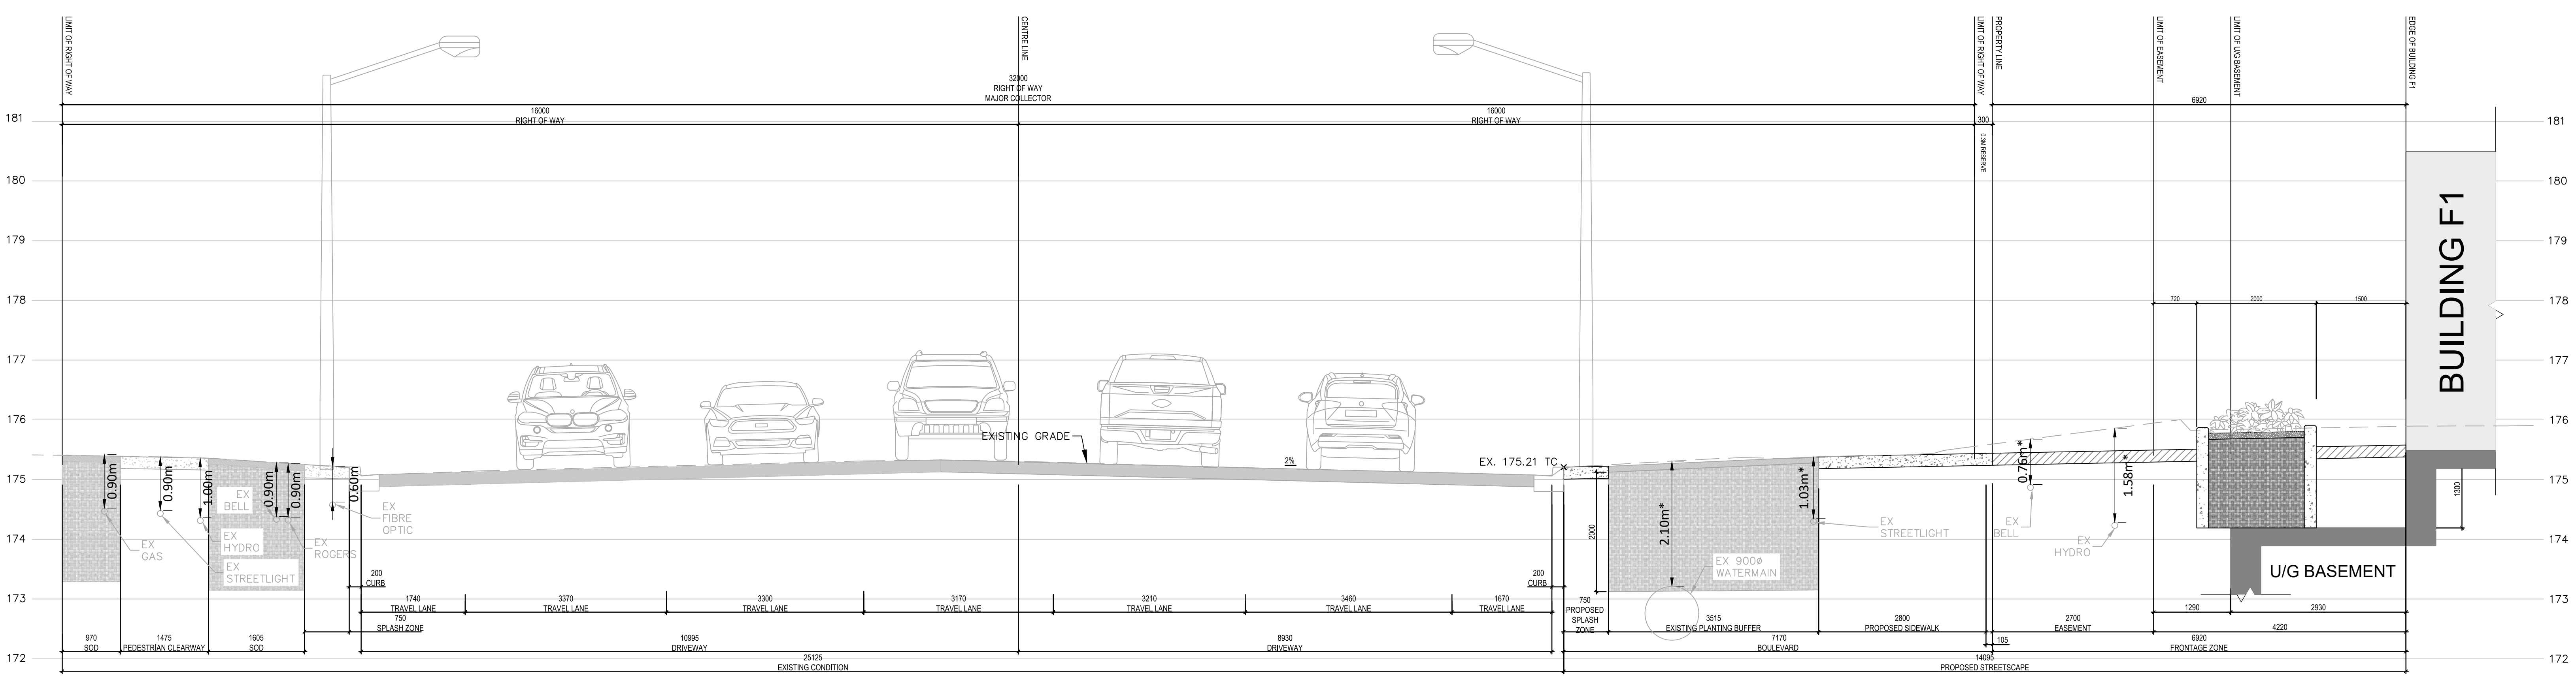 LIMIT OF RIGHT OF WAY
CENTRE LINE
LIMIT OF RIGHT OF WAY
PROPERTY LINE
LIMIT OF EASEMENT
LIMIT OF U/G BASEMENT
EDGE OF BUILDING F1
32000
RIGHT OF WAY
MAJOR COLLECTOR
6920
16000
RIGHT OF WAY
16000
RIGHT OF WAY
300
0.3M RESERVE
181
181
180
180
179
179
178
178
177
177
176
176
175
175
174
174
173
173
172
172
BUILDING F1
720
2000
1500
EXISTING GRADE
2%
EX. 175.21 TC
0.90m
0.90m
1.00m
0.90m
0.90m
0.60m
EX
GAS
EX
STREETLIGHT
EX
HYDRO
EX
BELL
EX
ROGERS
EX
FIBRE
OPTIC
2000
2.10m*
1.03m*
0.76m*
1.58m*
EX 900ø
WATERMAIN
EX
STREETLIGHT
EX
BELL
EX
HYDRO
1300
U/G BASEMENT
200
CURB
200
CURB
1740
TRAVEL LANE
3370
TRAVEL LANE
3300
TRAVEL LANE
3170
TRAVEL LANE
3210
TRAVEL LANE
3460
TRAVEL LANE
1670
TRAVEL LANE
750
PROPOSED
SPLASH
ZONE
1290
2930
750
SPLASH ZONE
3515
EXISTING PLANTING BUFFER
2800
PROPOSED SIDEWALK
2700
EASEMENT
4220
970
SOD
1475
PEDESTRIAN CLEARWAY
1605
SOD
10995
DRIVEWAY
8930
DRIVEWAY
7170
BOULEVARD
105
6920
FRONTAGE ZONE
25125
EXISTING CONDITION
14095
PROPOSED STREETSCAPE